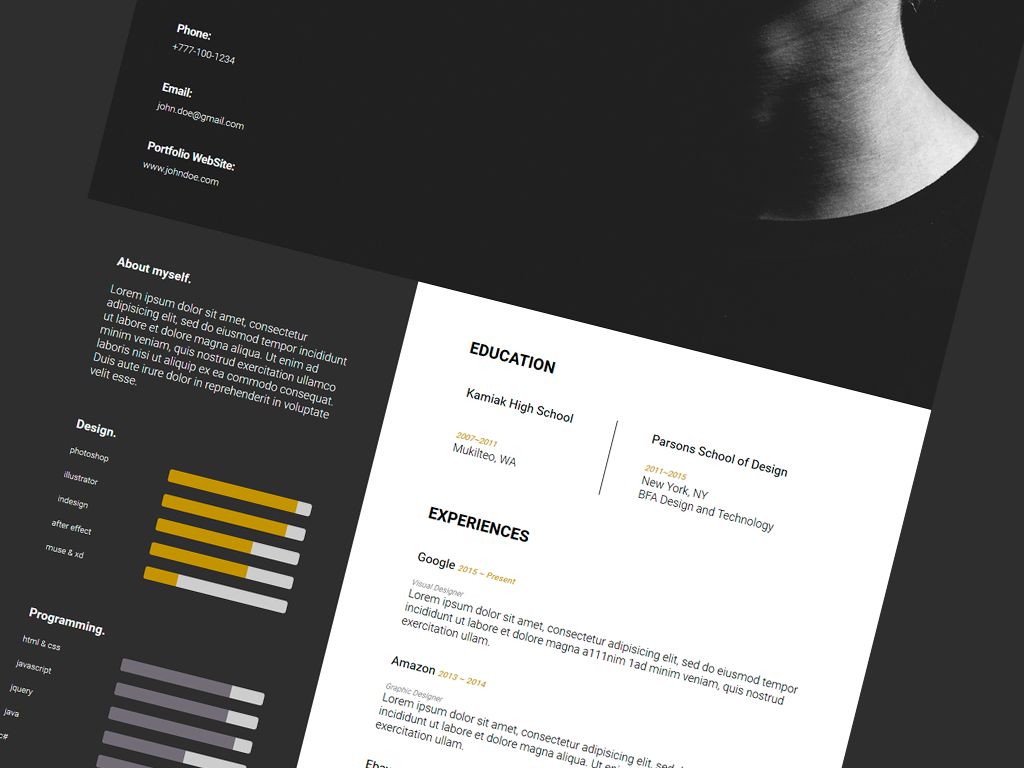 Phone:
+777-100-1234
Email:
john.doe@gmail.com
Portfolio WebSite:
www.johndoe.com
About myself.
Lorem ipsum dolor sit amet, consectetur
adipisicing elit, sed do eiusmod tempor incididunt
ut labore et dolore magna aliqua. Ut enim ad
minim veniam, quis nostrud exercitation ullamco
laboris nisi ut aliquip ex ea commodo consequat.
Duis aute irure dolor in reprehenderit in voluptate
velit esse.
Design.
photoshop
illustrator
indesign
after effect
muse & xd
Programming.
html & css
javascript
jquery
java
c#
EDUCATION
Kamiak High School
2007–2011
Mukilteo, WA
Parsons School of Design
2011–2015
New York, NY
BFA Design and Technology
EXPERIENCES
Google 2015 ~ Present
Visual Designer
Lorem ipsum dolor sit amet, consectetur adipisicing elit, sed do eiusmod tempor
incididunt ut labore et dolore magna a111nim 1ad minim veniam, quis nostrud
exercitation ullam.
Amazon 2013 ~ 2014
Graphic Designer
Lorem ipsum dolor sit amet, consectetur adipisicing elit, sed
incididunt ut labore et dolore magna aliqua. Ut
exercitation ullam.